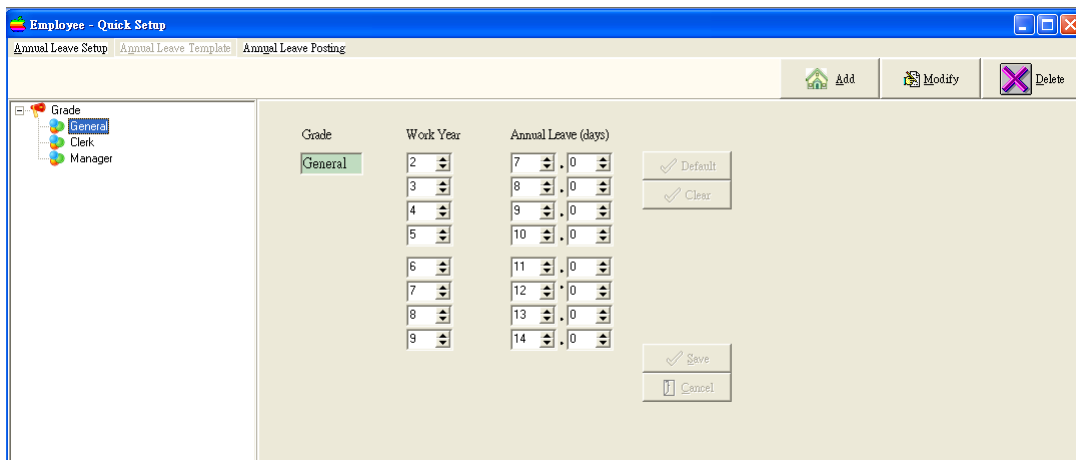 Employee - Quick Setup
Annual Leave Setup Annual Leave Template Annual Leave Posting
Add Modify Delete
Grade
General
Clerk
Manager
Grade Work Year Annual Leave (days)
General 2 7 . 0 Default
3 8 . 0 Clear
4 9 . 0
5 10 . 0
6 11 . 0
7 12 . 0
8 13 . 0
9 14 . 0
Save
Cancel